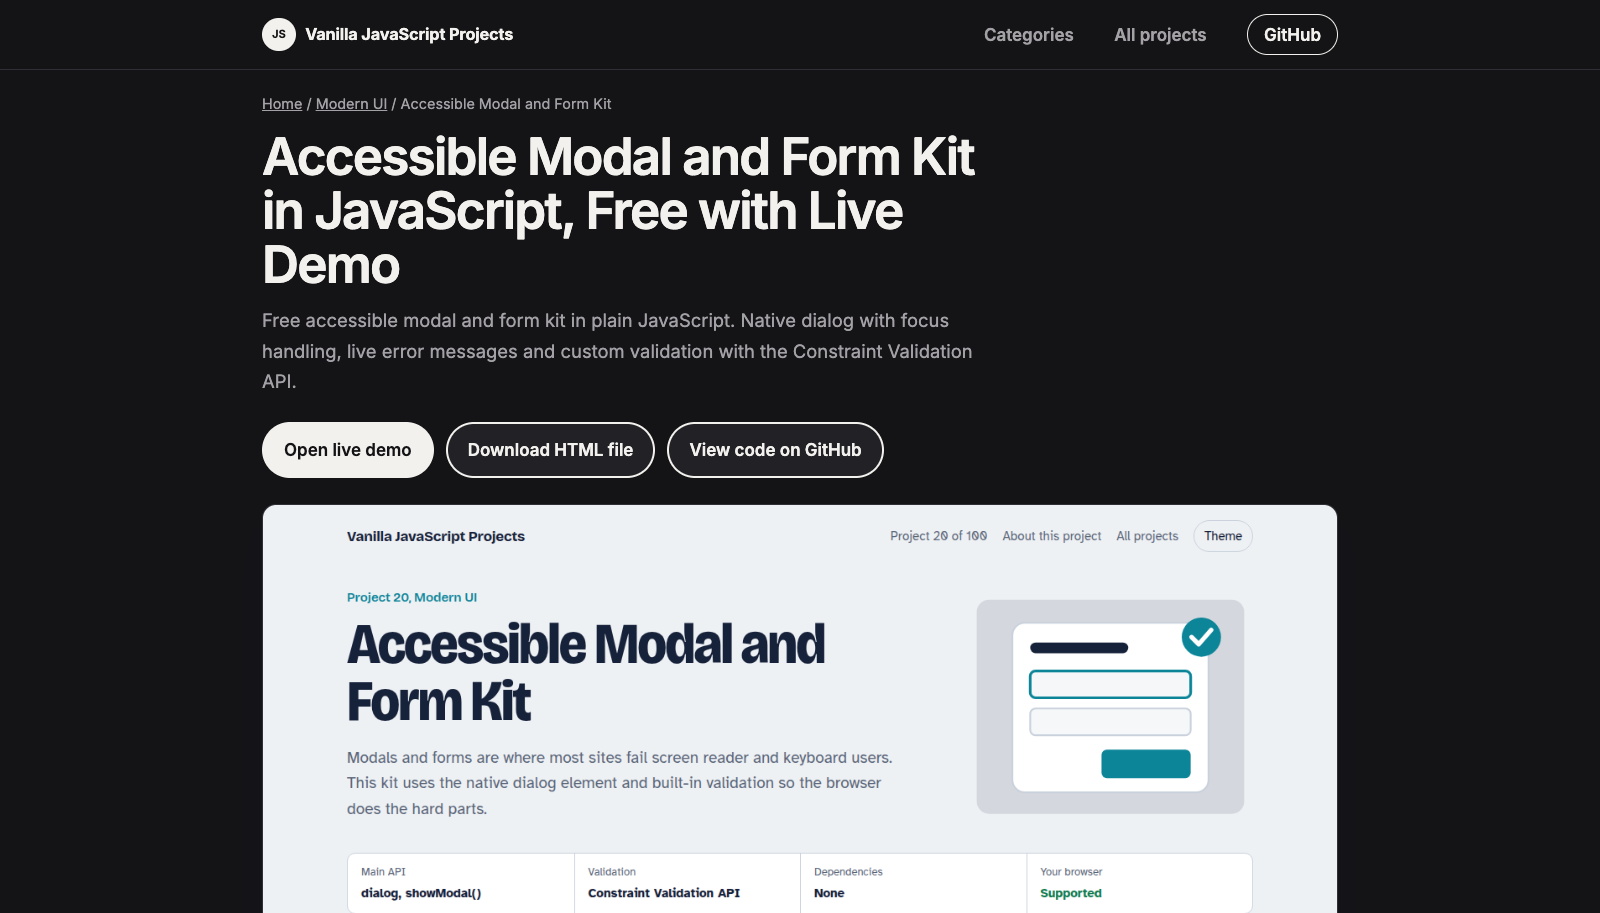 JS
Vanilla JavaScript Projects
Categories
All projects
GitHub
Home / Modern UI / Accessible Modal and Form Kit
Accessible Modal and Form Kit
in JavaScript, Free with Live
Demo
Free accessible modal and form kit in plain JavaScript. Native dialog with focus
handling, live error messages and custom validation with the Constraint Validation
API.
Open live demo
Download HTML file
View code on GitHub
Vanilla JavaScript Projects
Project 20 of 100
About this project
All projects
Theme
Project 20, Modern UI
Accessible Modal and
Form Kit
Modals and forms are where most sites fail screen reader and keyboard users.
This kit uses the native dialog element and built-in validation so the browser
does the hard parts.
Main API
dialog, showModal()
Validation
Constraint Validation API
Dependencies
None
Your browser
Supported